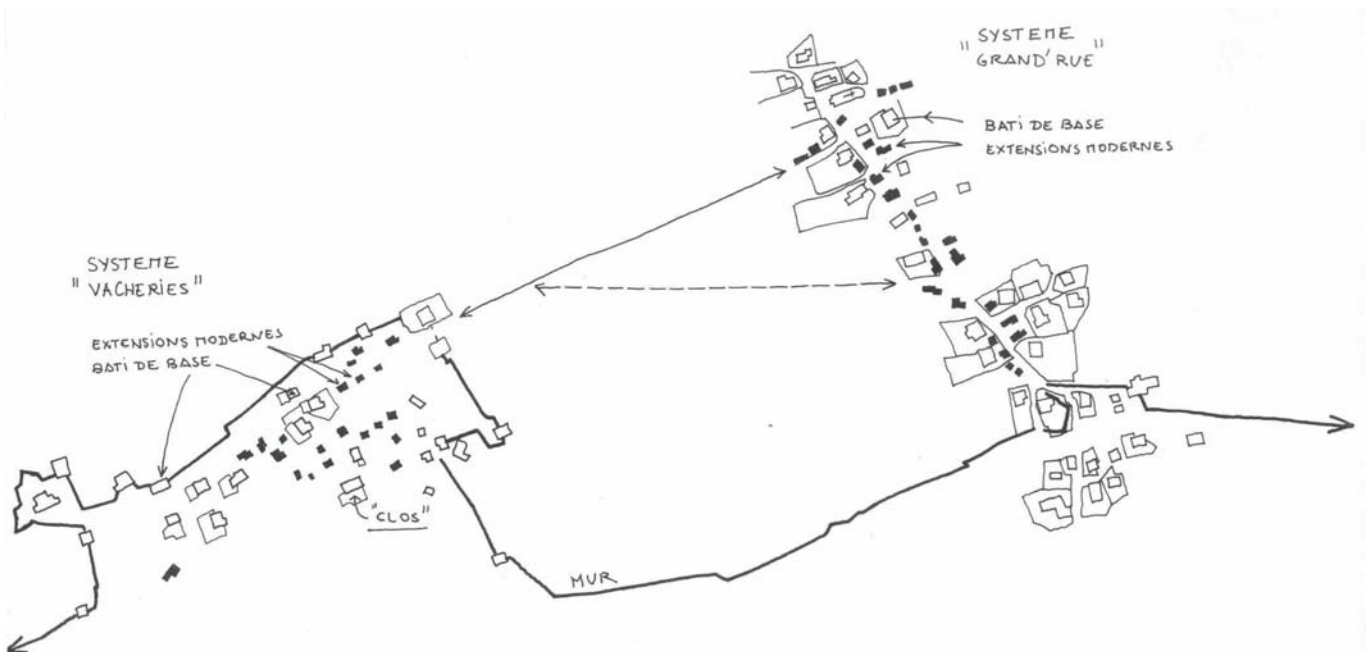 " SYSTEME
GRAND'RUE"
BATI DE BASE
EXTENSIONS MODERNES
SYSTEME
" VACHERIES"
EXTENSIONS MODERNES
BATI DE BASE
"CLOS"
MUR